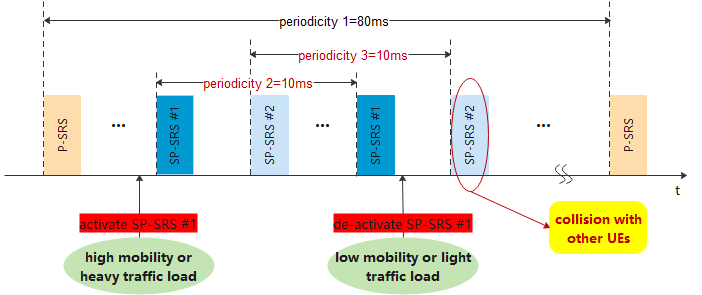 periodicity 1=80ms
periodicity 3=10ms
periodicity 2=10ms
P-SRS
...
SP-SRS #1
SP-SRS #2
...
SP-SRS #1
SP-SRS #2
...
P-SRS
t
activate SP-SRS #1
de-activate SP-SRS #1
collision with
other UEs
high mobility or
heavy traffic load
low mobility or light
traffic load